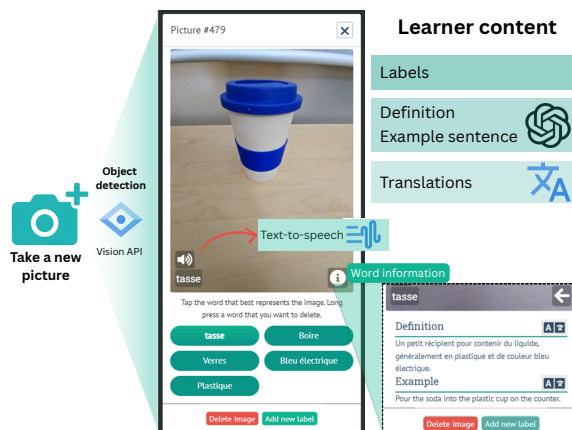 Picture #479
Learner content
Labels
Definition
Example sentence
Translations
Object
detection
Vision API
Take a new
picture
Text-to-speech
tasse
Word information
Tap the word that best represents the image. Long
press a word that you want to delete.
tasse
Boire
Verres
Bleu électrique
Plastique
Delete Image
Add new label
tasse
Definition
Un petit récipient pour contenir du liquide,
généralement en plastique et de couleur bleu
électrique.
Example
Pour the soda into the plastic cup on the counter.
Delete Image
Add new label